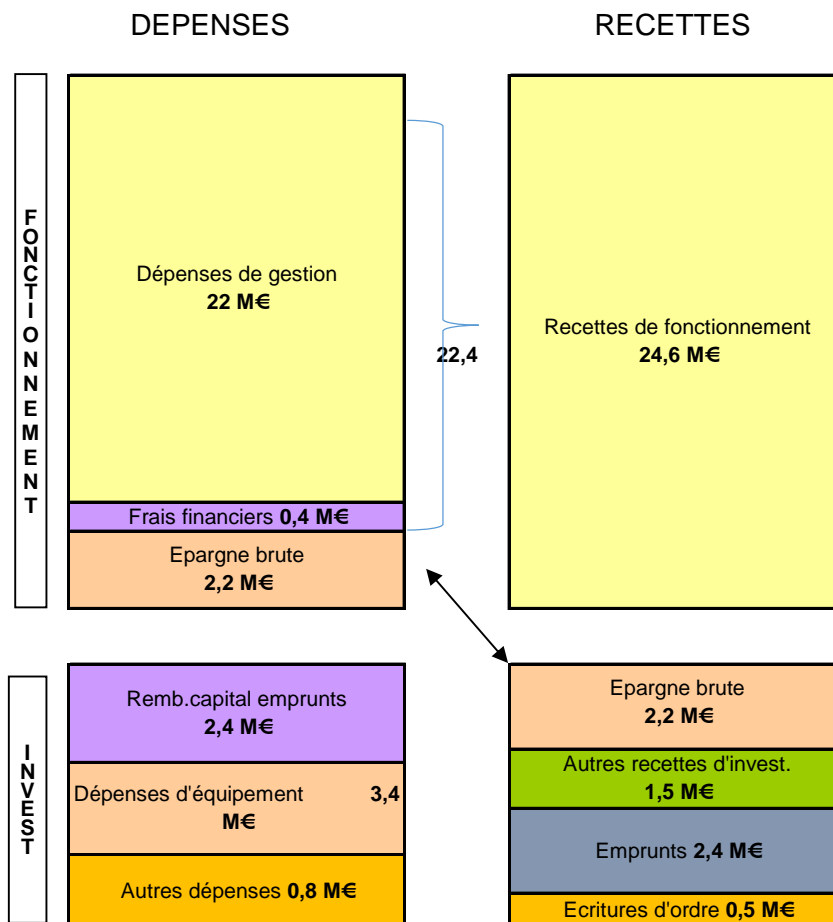 DEPENSES
RECETTES
FONCTIONNEMENT
Dépenses de gestion
22 M€
22,4
Recettes de fonctionnement
24,6 M€
Frais financiers 0,4 M€
Epargne brute
2,2 M€
INVEST
Remb.capital emprunts
2,4 M€
Dépenses d'équipement 3,4
M€
Autres dépenses 0,8 M€
Epargne brute
2,2 M€
Autres recettes d'invest.
1,5 M€
Emprunts 2,4 M€
Ecritures d'ordre 0,5 M€